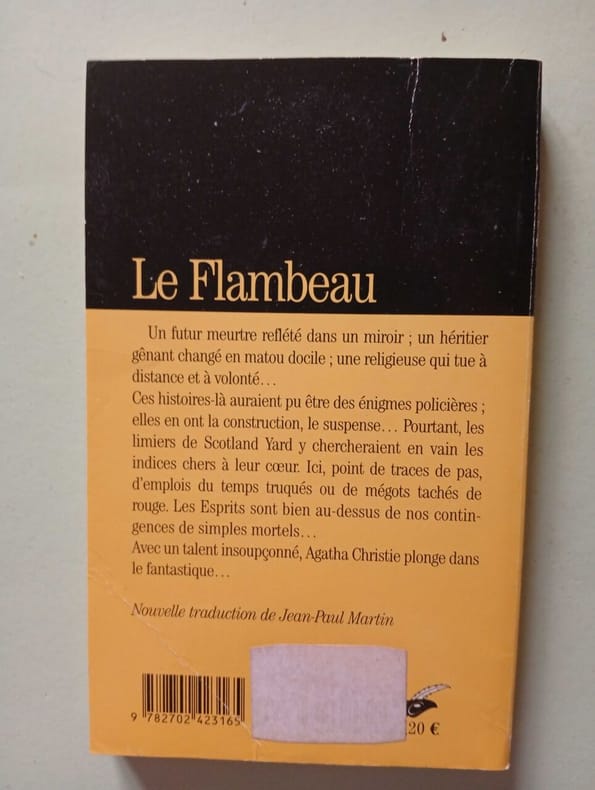 Le Flambeau
Un futur meurtre reflété dans un miroir ; un héritier
gênant changé en matou docile ; une religieuse qui tue à
distance et à volonté…
Ces histoires-là auraient pu être des énigmes policières ;
elles en ont la construction, le suspense… Pourtant, les
limiers de Scotland Yard y chercheraient en vain les
indices chers à leur cœur. Ici, point de traces de pas,
d'emplois du temps truqués ou de mégots tachés de
rouge. Les Esprits sont bien au-dessus de nos contin-
gences de simples mortels…
Avec un talent insoupçonné, Agatha Christie plonge dans
le fantastique…
Nouvelle traduction de Jean-Paul Martin
9 782702 423165
20 €